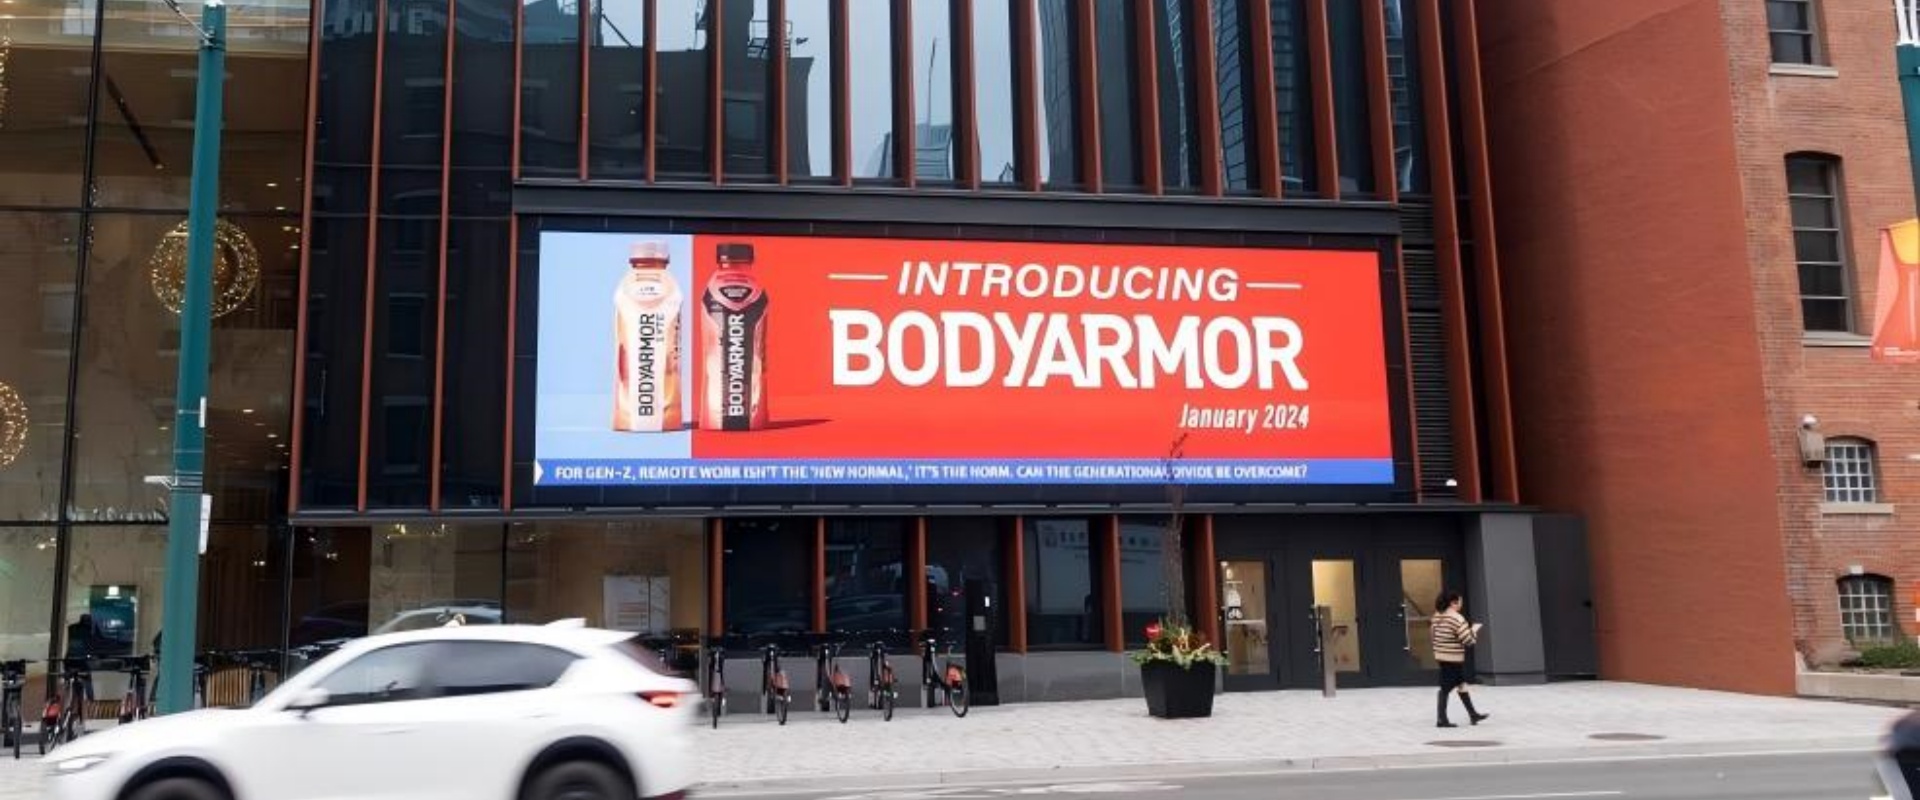 INTRODUCING
BODYARMOR
January 2024
BODYARMOR
LYTE
BODYARMOR
FOR GEN-Z, REMOTE WORK ISN'T THE 'NEW NORMAL,' IT'S THE NORM. CAN THE GENERATIONAL DIVIDE BE OVERCOME?